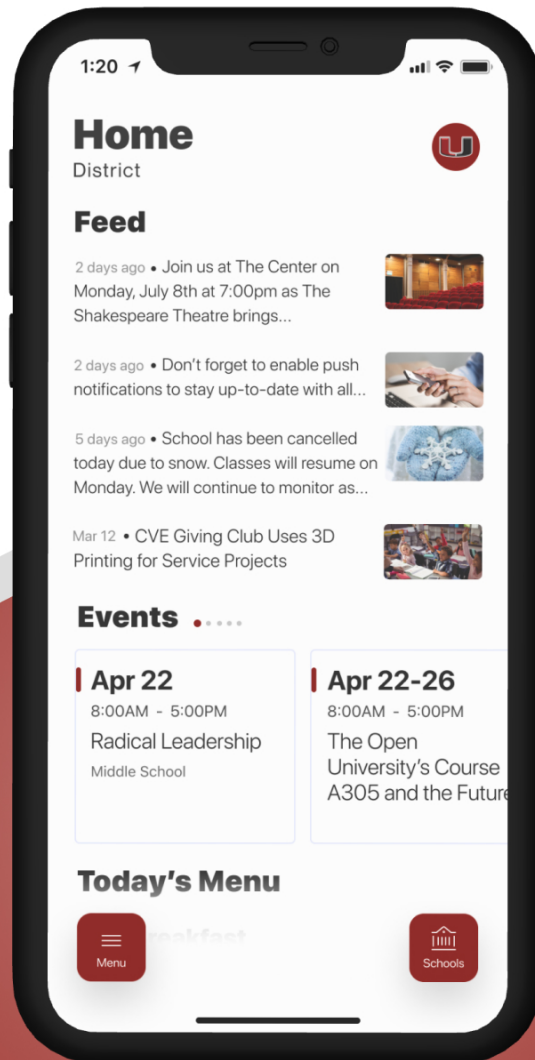 1:20
Home
District
Feed
2 days ago • Join us at The Center on
Monday, July 8th at 7:00pm as The
Shakespeare Theatre brings...
2 days ago • Don't forget to enable push
notifications to stay up-to-date with all...
5 days ago • School has been cancelled
today due to snow. Classes will resume on
Monday. We will continue to monitor as...
Mar 12 • CVE Giving Club Uses 3D
Printing for Service Projects
Events
Apr 22
8:00AM - 5:00PM
Radical Leadership
Middle School
Apr 22-26
8:00AM - 5:00PM
The Open
University's Course
A305 and the Future
Today's Menu
reakfast
Menu
Schools